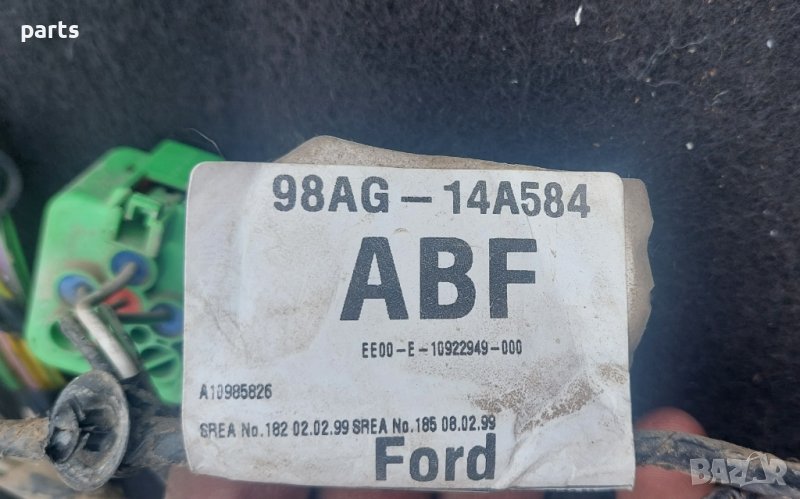 parts
98AG-14A584
ABF
EE00-E-10922949-000
A10985826
SREA No.182 02.02.99 SREA No.185 08.02.99
Ford
BAZAR